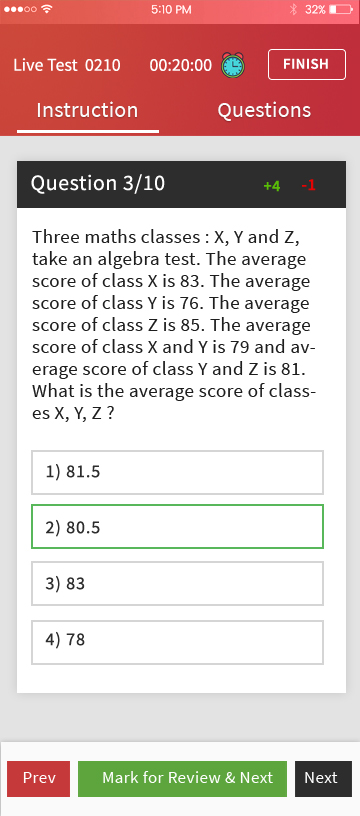 5:10 PM 32%
Live Test 0210 00:20:00 FINISH
Instruction Questions
Question 3/10 +4 -1
Three maths classes : X, Y and Z,
take an algebra test. The average
score of class X is 83. The average
score of class Y is 76. The average
score of class Z is 85. The average
score of class X and Y is 79 and av-
erage score of class Y and Z is 81.
What is the average score of class-
es X, Y, Z ?
1) 81.5
2) 80.5
3) 83
4) 78
Prev Mark for Review & Next Next